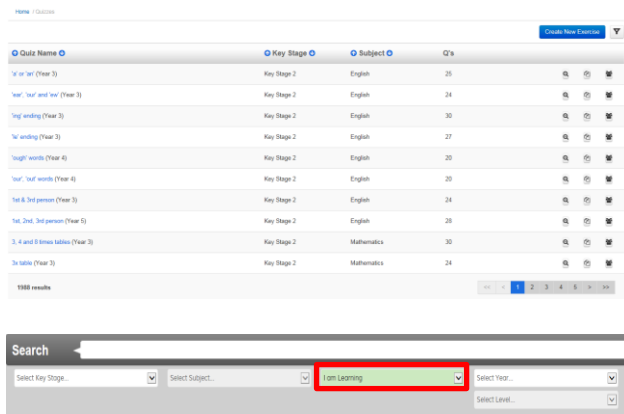 Home / Quizzes
Create New Exercise
Quiz Name Key Stage Subject Q's
'a' or 'an' (Year 3) Key Stage 2 English 25
'ear', 'our' and 'ew' (Year 3) Key Stage 2 English 24
'ing' ending (Year 3) Key Stage 2 English 30
'le' ending (Year 3) Key Stage 2 English 27
'ough' words (Year 4) Key Stage 2 English 20
'our', 'out' words (Year 4) Key Stage 2 English 20
1st & 3rd person (Year 3) Key Stage 2 English 24
1st, 2nd, 3rd person (Year 5) Key Stage 2 English 28
3, 4 and 8 times tables (Year 3) Key Stage 2 Mathematics 30
3x table (Year 3) Key Stage 2 Mathematics 24
1988 results << < 1 2 3 4 5 > >>
Search
Select Key Stage... Select Subject... I am Learning Select Year...
Select Level...